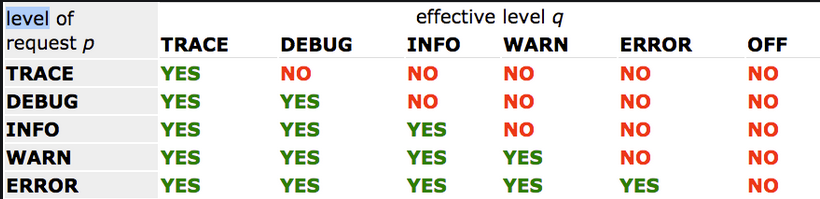 level of effective level q
request p TRACE DEBUG INFO WARN ERROR OFF
TRACE YES NO NO NO NO NO
DEBUG YES YES NO NO NO NO
INFO YES YES YES NO NO NO
WARN YES YES YES YES NO NO
ERROR YES YES YES YES YES NO